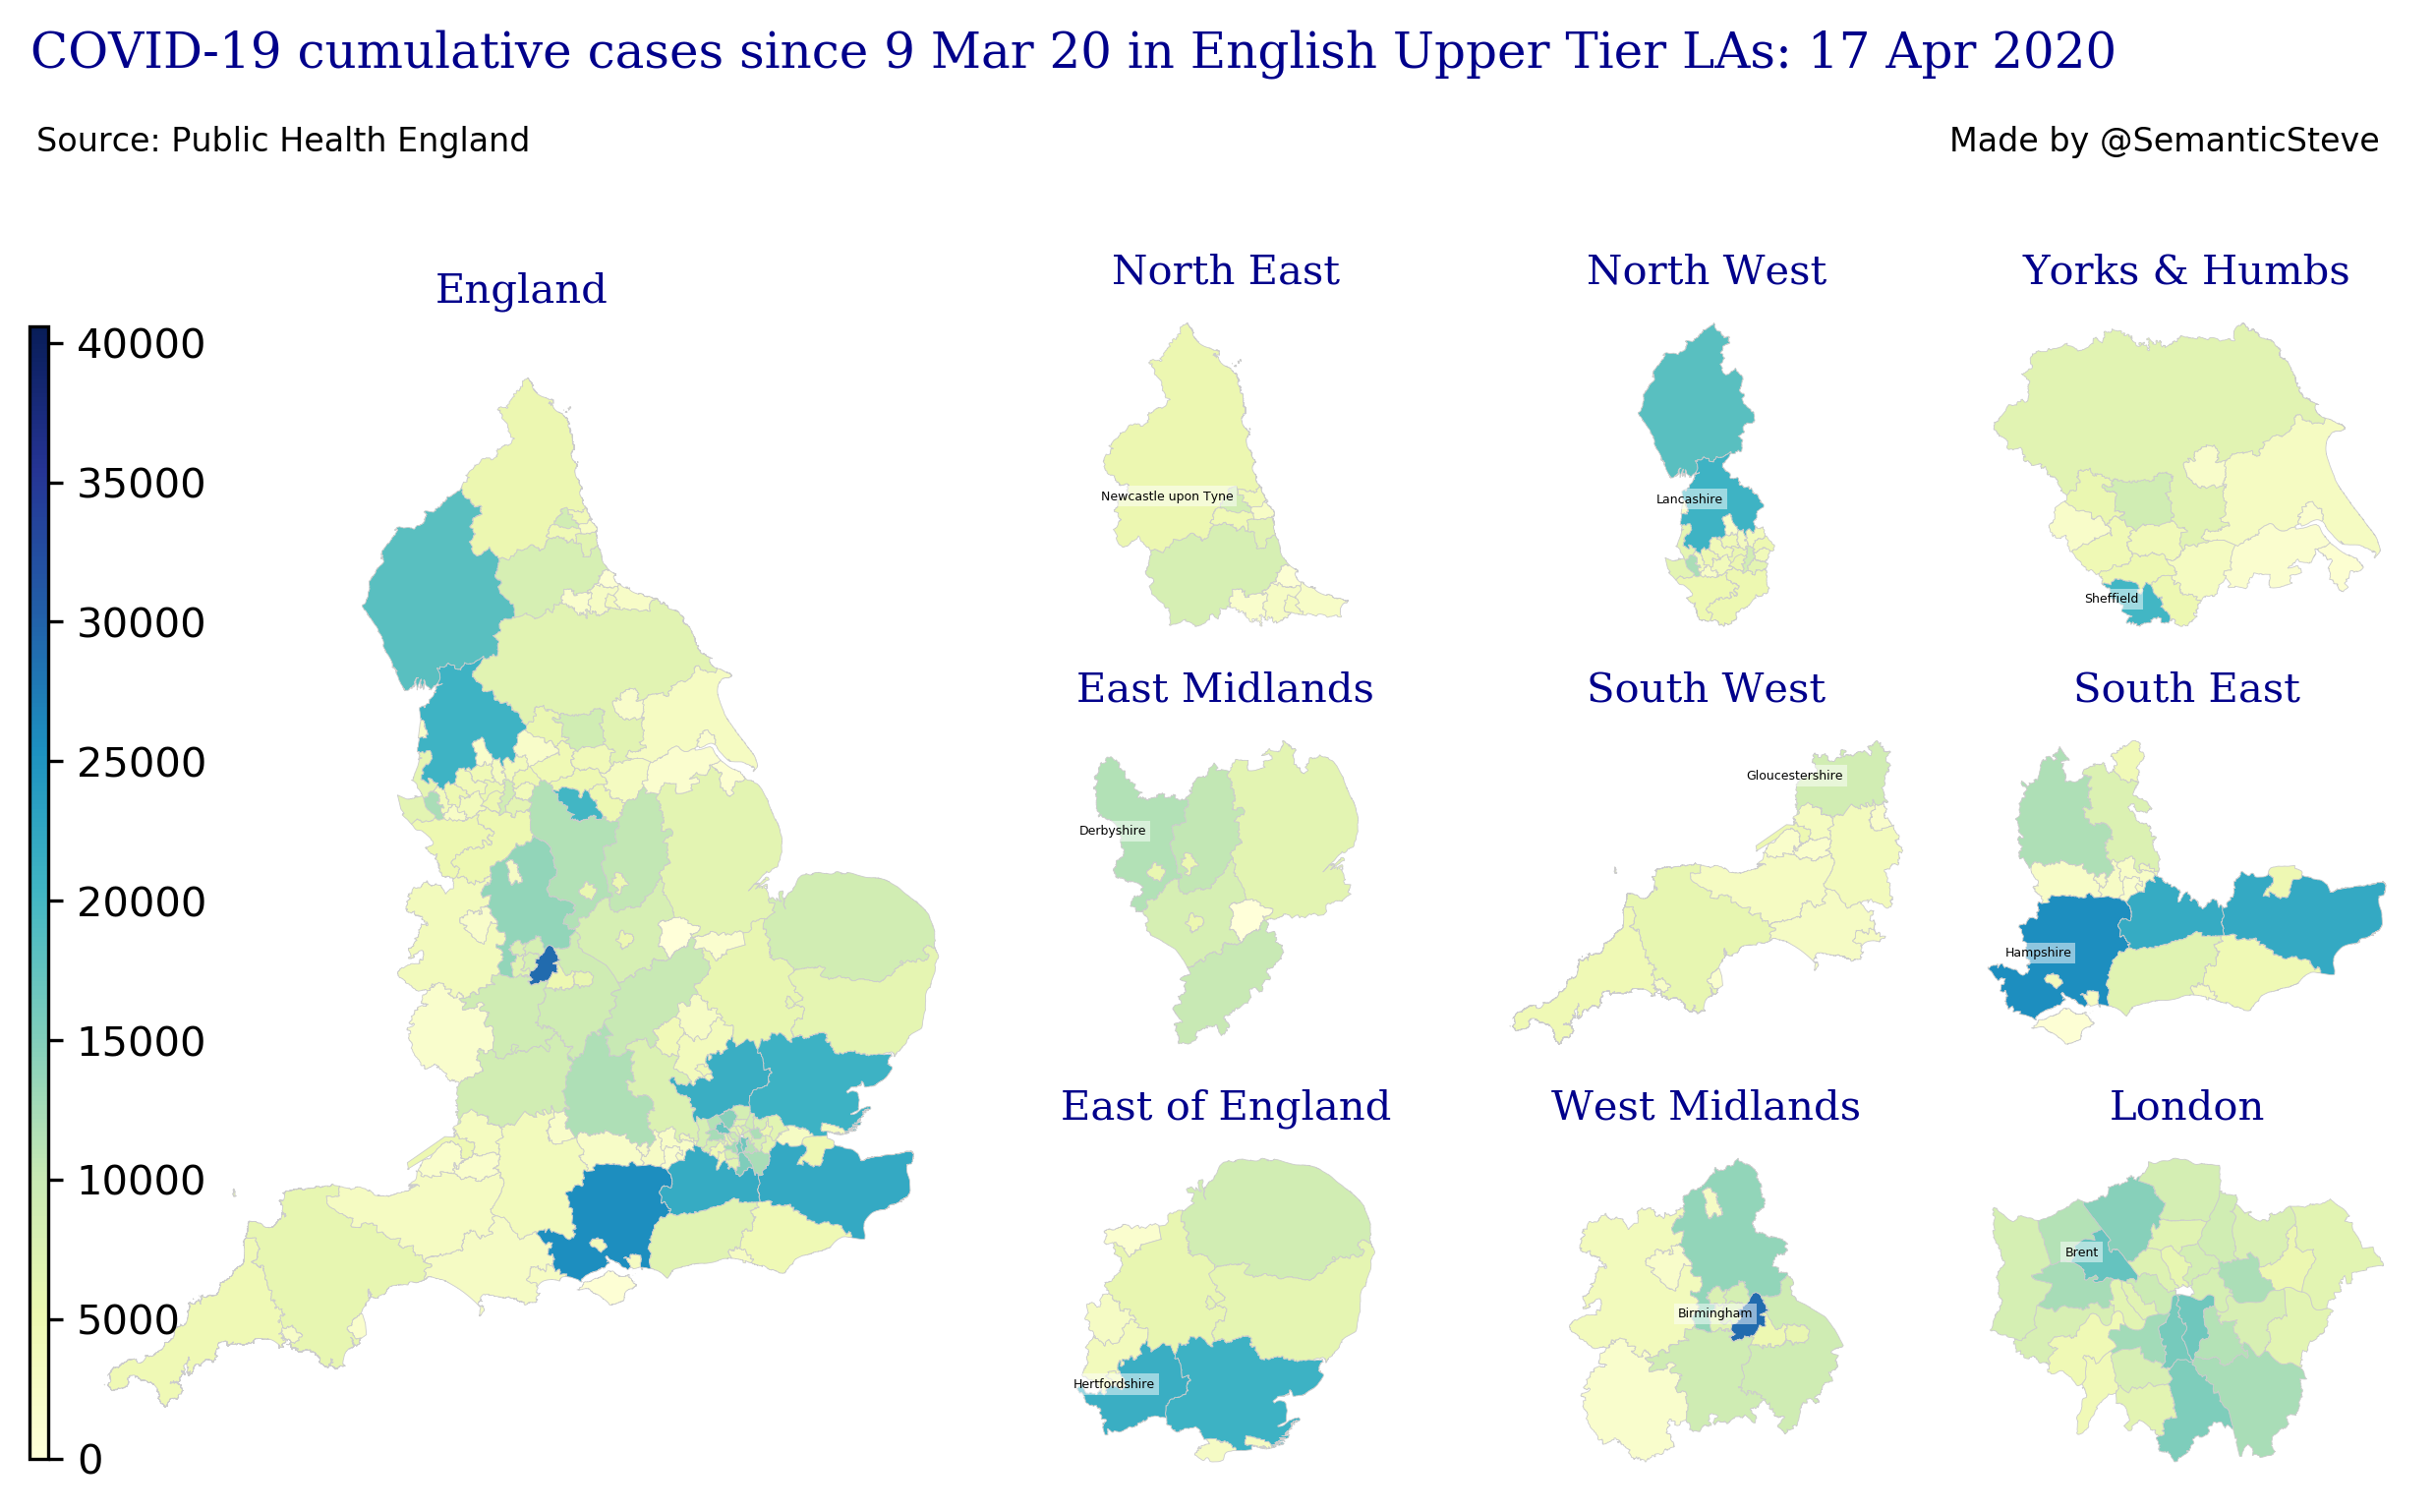 COVID-19 cumulative cases since 9 Mar 20 in English Upper Tier LAs: 17 Apr 2020
Source: Public Health England
Made by @SemanticSteve
England
40000
35000
30000
25000
20000
15000
10000
5000
0
North East
Newcastle upon Tyne
North West
Lancashire
Yorks & Humbs
Sheffield
East Midlands
Derbyshire
South West
Gloucestershire
South East
Hampshire
East of England
Hertfordshire
West Midlands
Birmingham
London
Brent